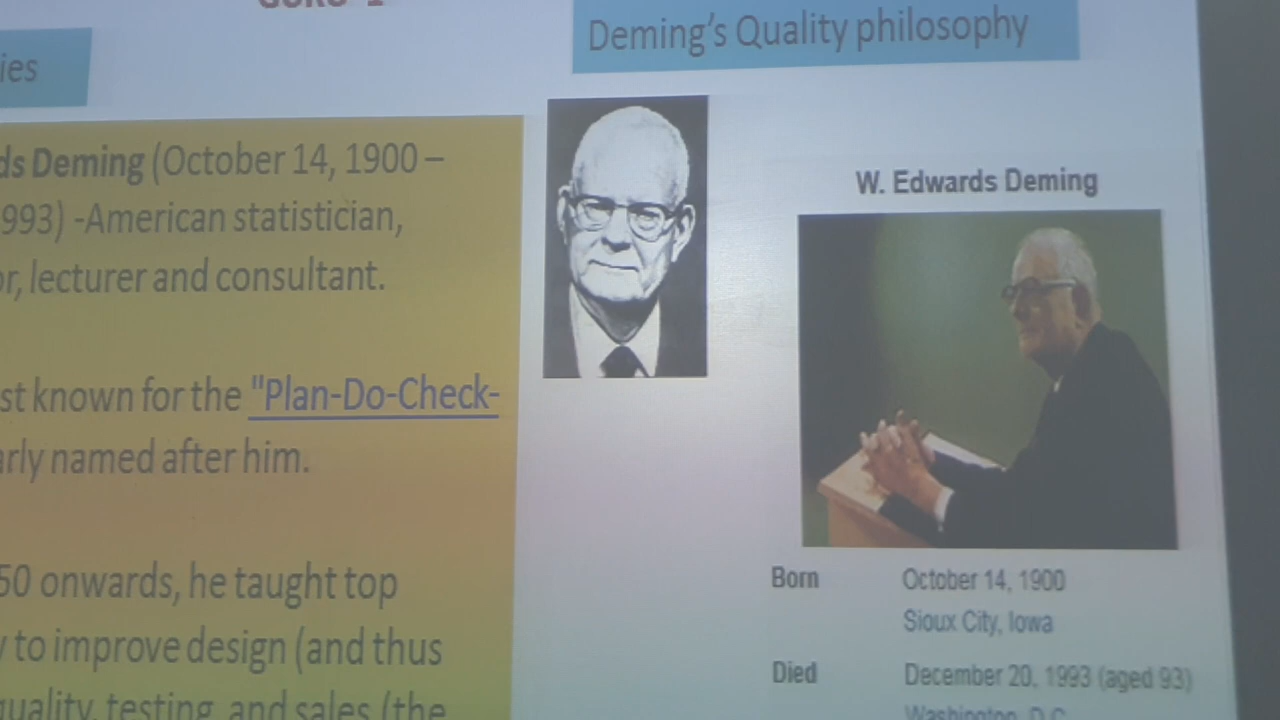 GURU-1
Deming's Quality philosophy
ies
ds Deming (October 14, 1900 –
993) -American statistician,
or, lecturer and consultant.
st known for the "Plan-Do-Check-
arly named after him.
50 onwards, he taught top
y to improve design (and thus
quality, testing, and sales (the
W. Edwards Deming
Born October 14, 1900
Sioux City, Iowa
Died December 20, 1993 (aged 93)
Washington, D.C.